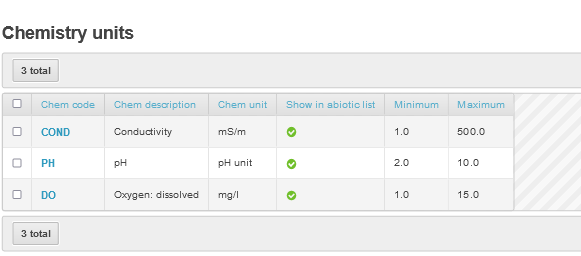 Chemistry units
3 total
Chem code Chem description Chem unit Show in abiotic list Minimum Maximum
COND Conductivity mS/m 1.0 500.0
PH pH pH unit 2.0 10.0
DO Oxygen: dissolved mg/l 1.0 15.0
3 total